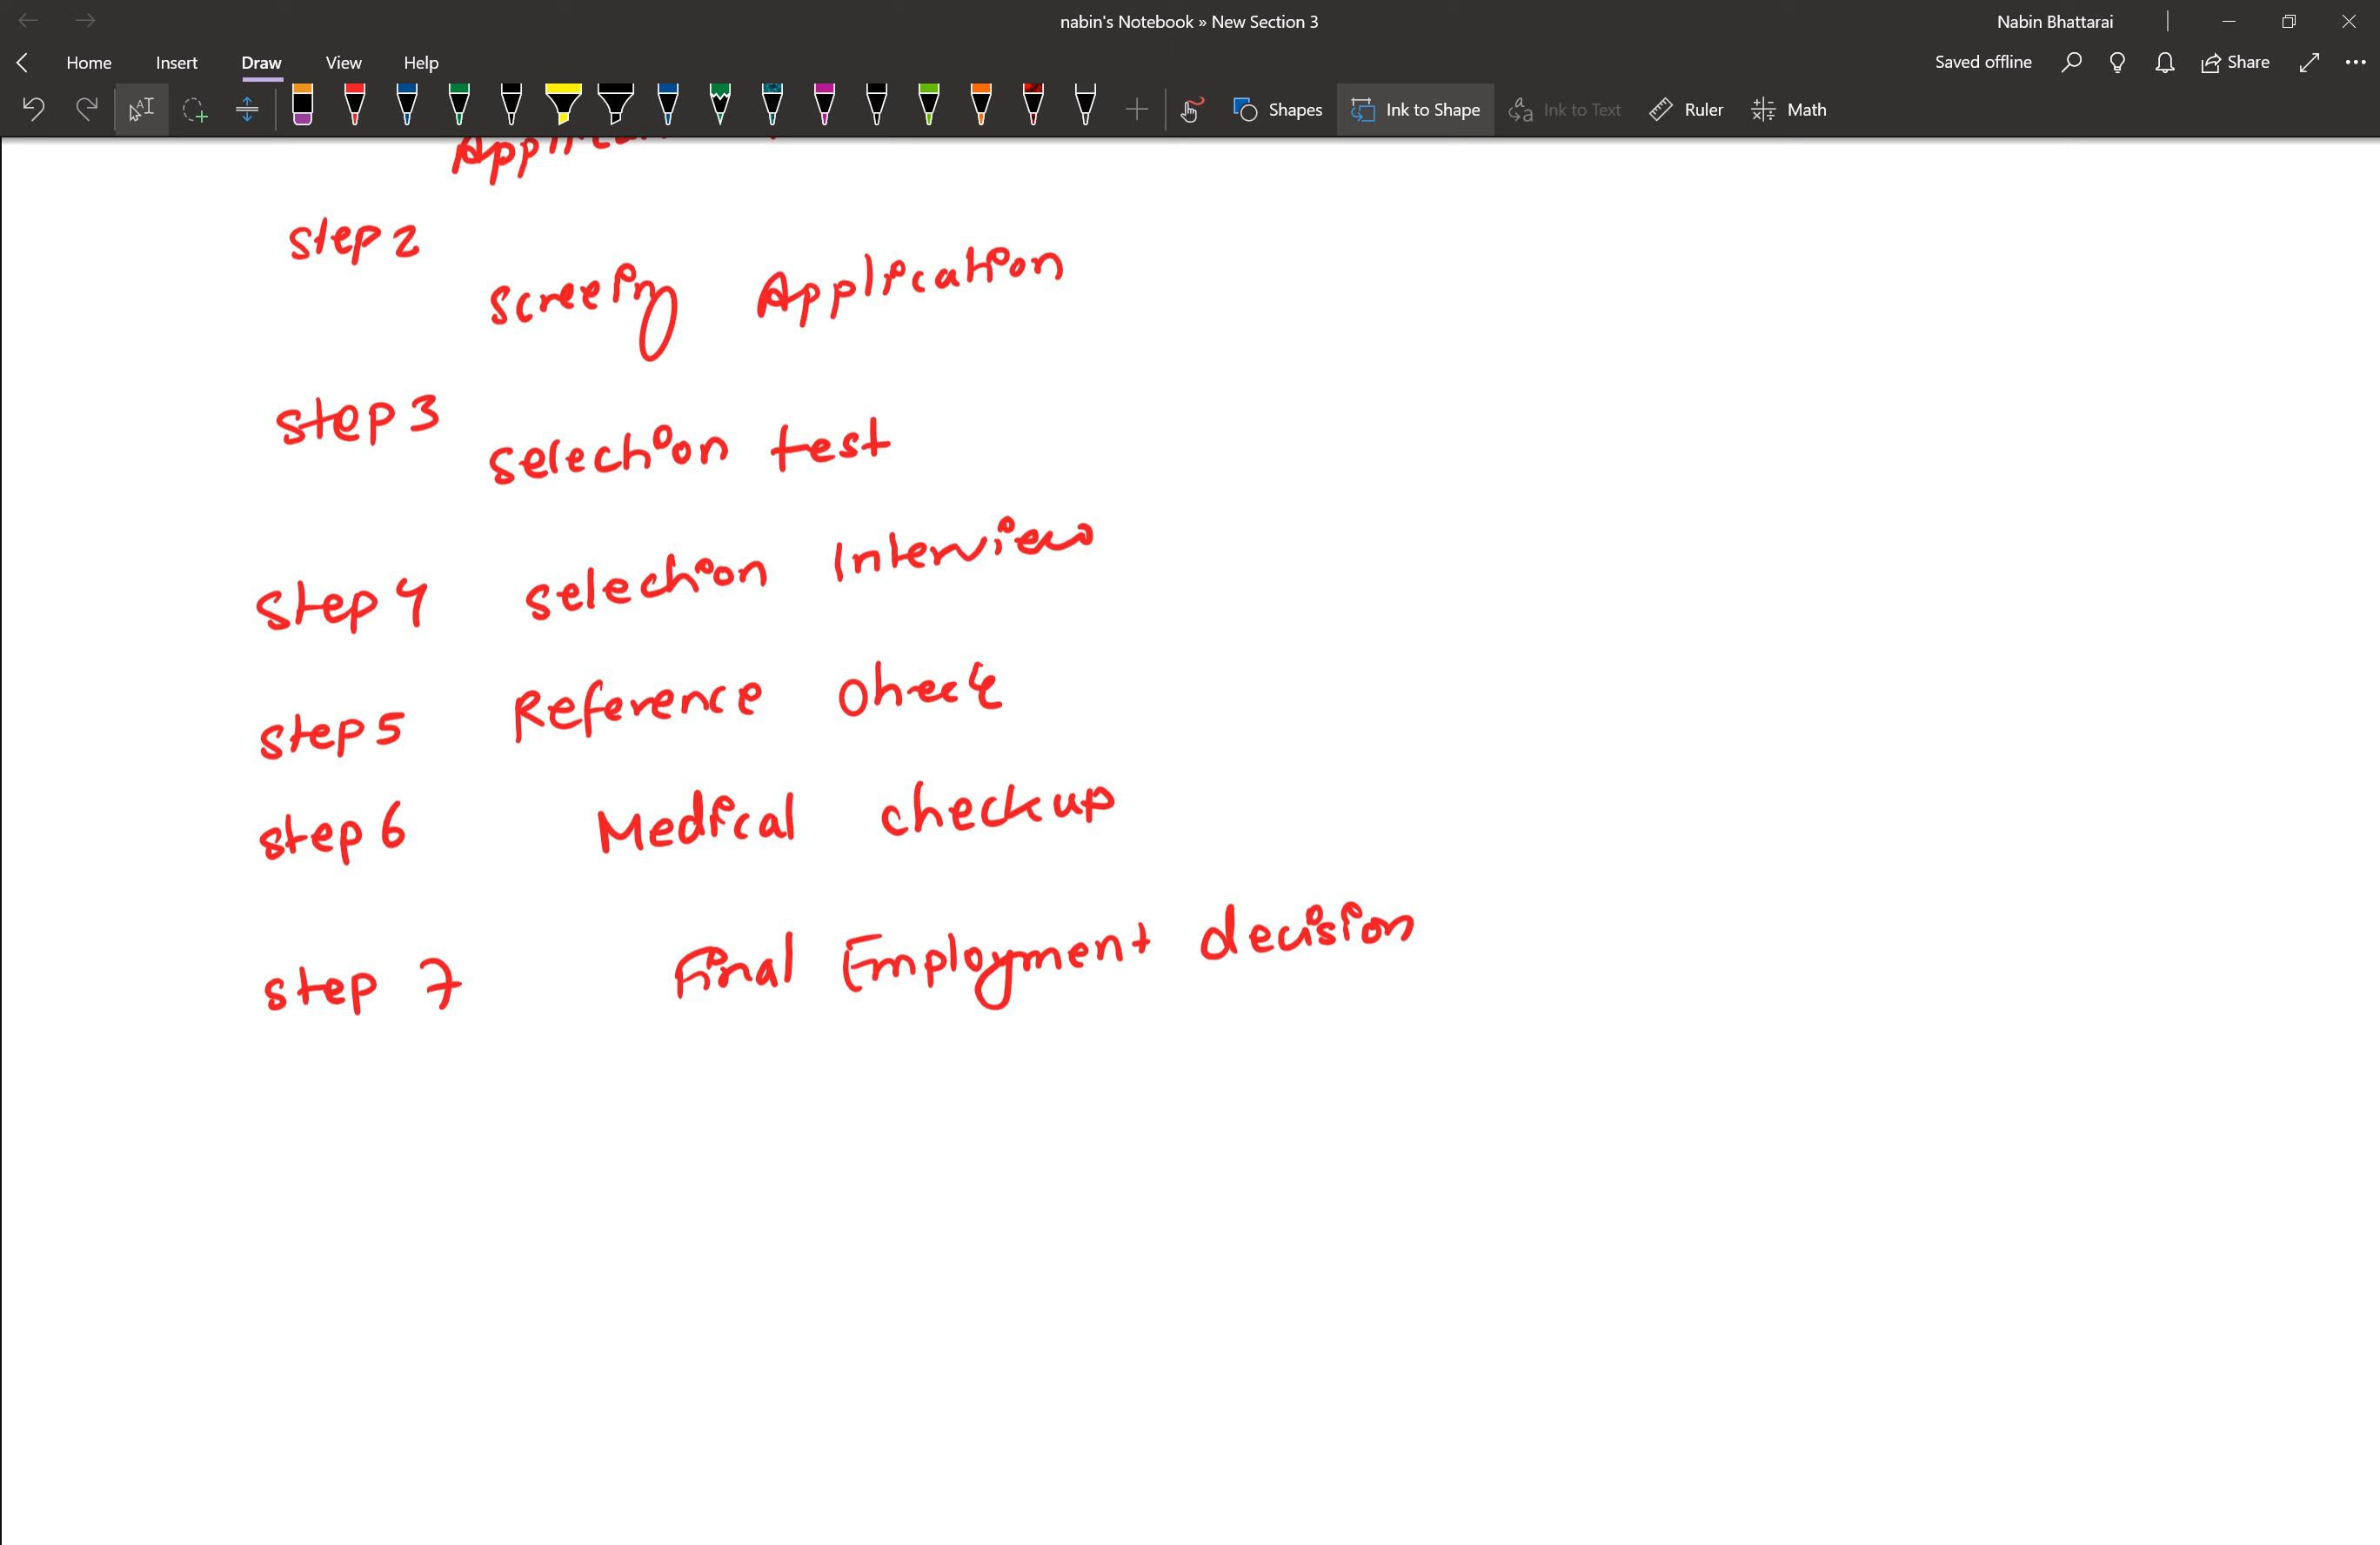 nabin's Notebook » New Section 3
Nabin Bhattarai
Home Insert Draw View Help
Saved offline
Share
Shapes
Ink to Shape
Ink to Text
Ruler
Math
step 2
screeing Application
step 3
selection test
step 4 selection Interview
step 5 Reference check
step 6 Medical checkup
step 7 Final Employment decision